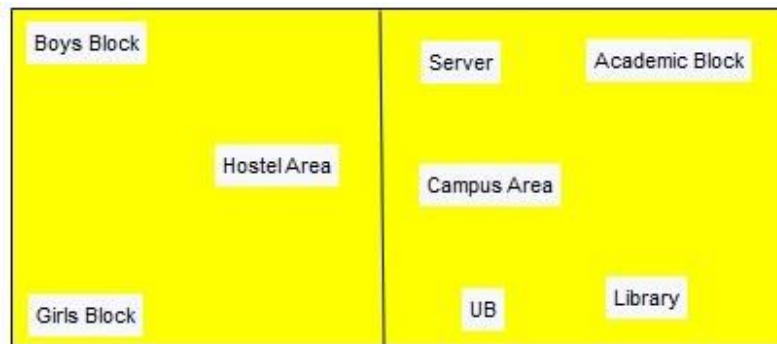 Boys Block
Server
Academic Block
Hostel Area
Campus Area
Girls Block
UB
Library